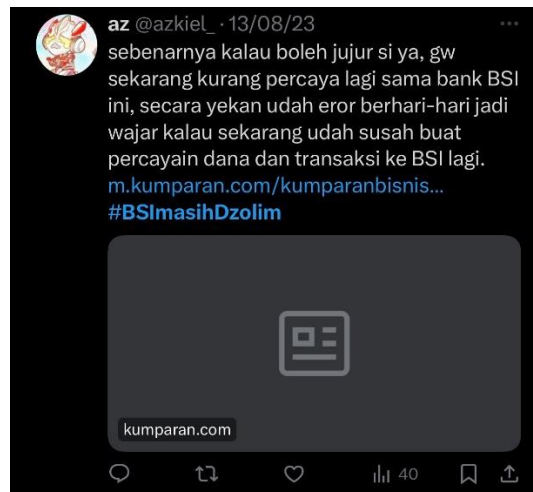 az @azkiel_ · 13/08/23
sebenarnya kalau boleh jujur si ya, gw
sekarang kurang percaya lagi sama bank BSI
ini, secara yekan udah eror berhari-hari jadi
wajar kalau sekarang udah susah buat
percayain dana dan transaksi ke BSI lagi.
m.kumparan.com/kumparanbisnis...
#BSImasihDzolim
kumparan.com
40